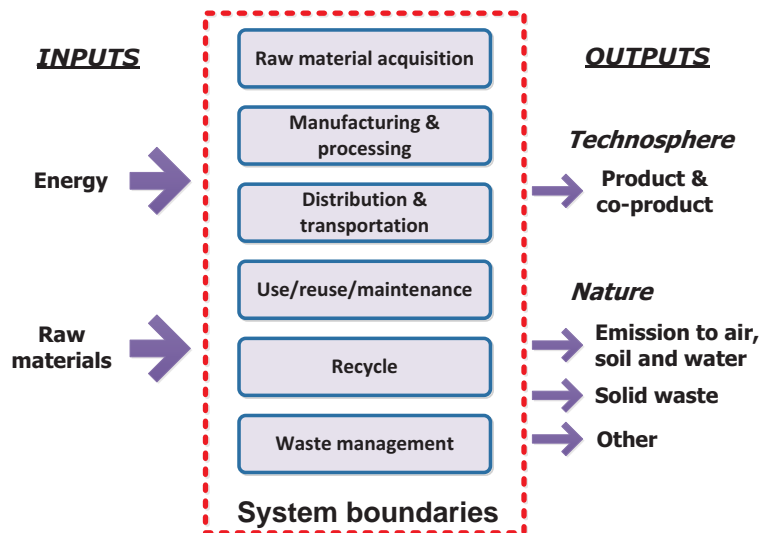 INPUTS
Energy
Raw
materials
Raw material acquisition
Manufacturing &
processing
Distribution &
transportation
Use/reuse/maintenance
Recycle
Waste management
System boundaries
OUTPUTS
Technosphere
Product &
co-product
Nature
Emission to air,
soil and water
Solid waste
Other